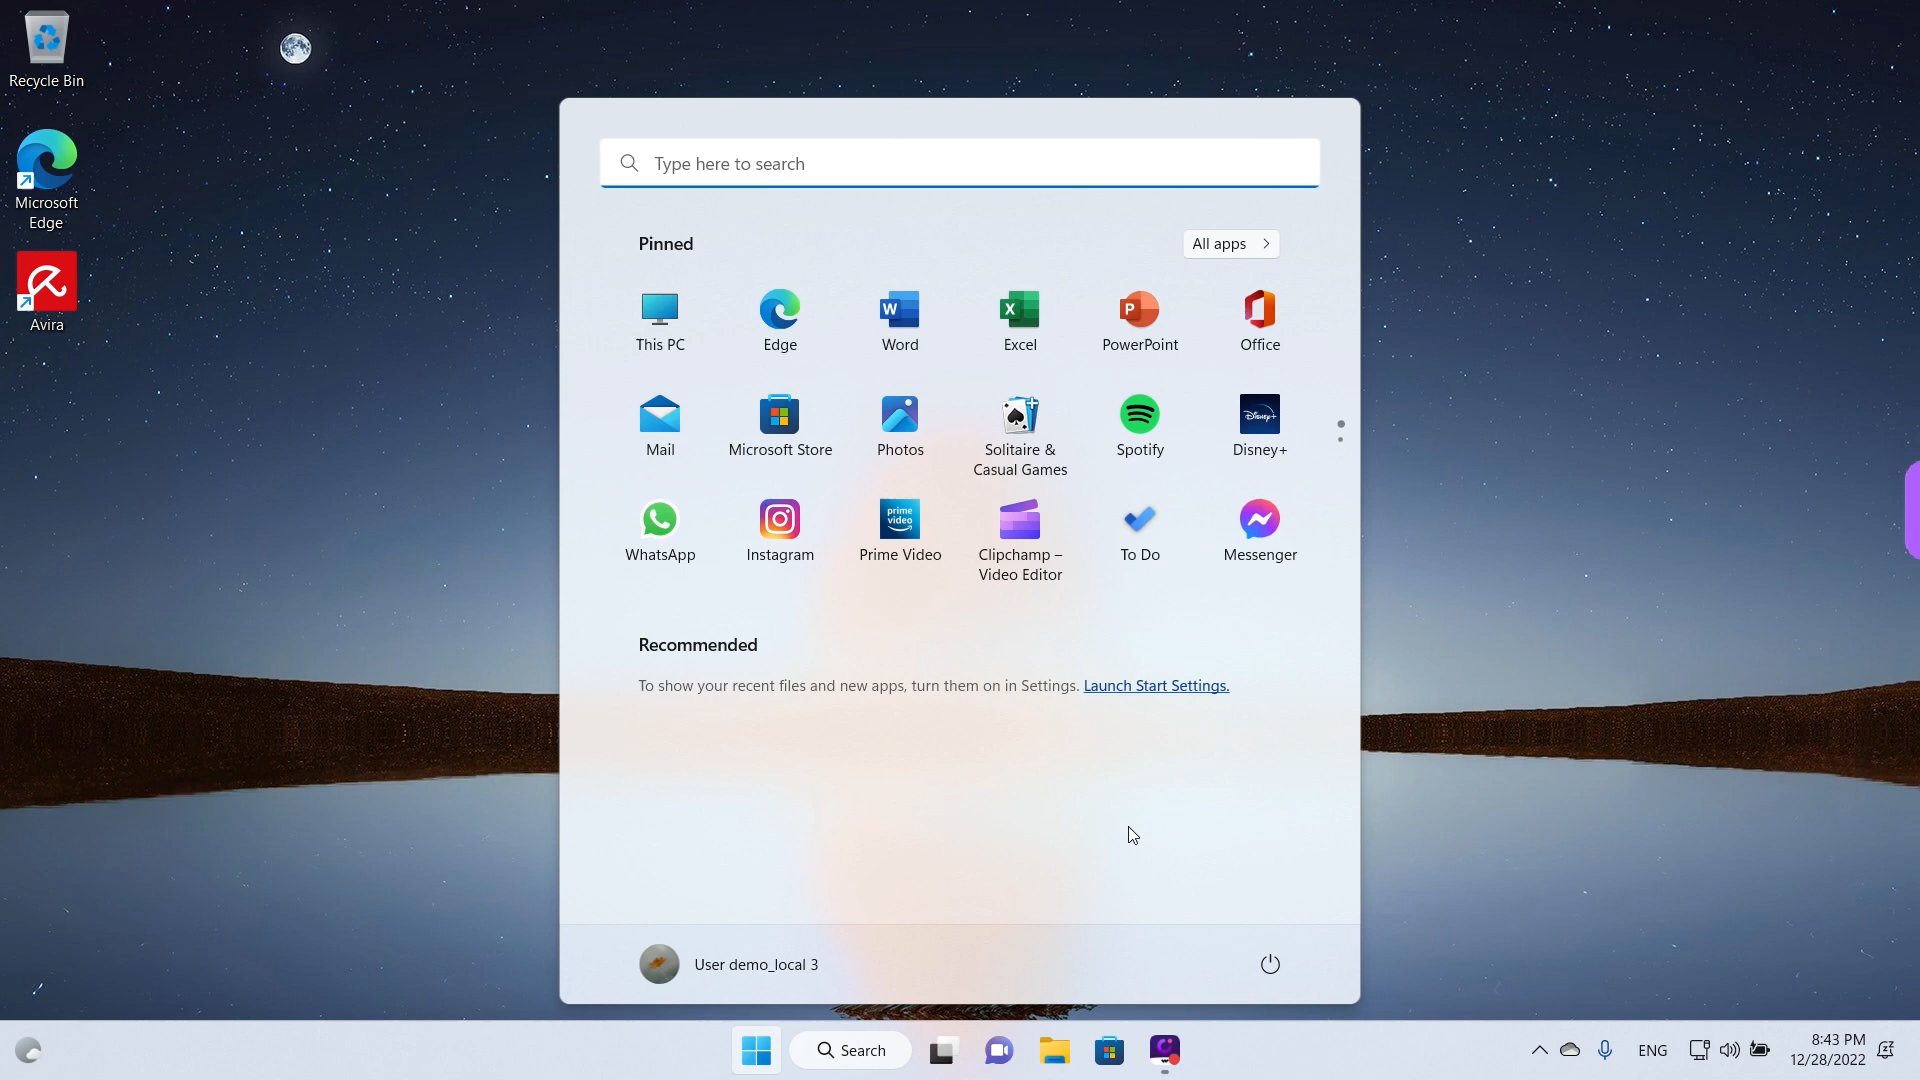 Recycle Bin
Microsoft
Edge
Avira
Type here to search
Pinned
All apps
This PC
Edge
Word
Excel
PowerPoint
Office
Mail
Microsoft Store
Photos
Solitaire &
Casual Games
Spotify
Disney+
Disney+
prime
video
WhatsApp
Instagram
Prime Video
Clipchamp –
Video Editor
To Do
Messenger
Recommended
To show your recent files and new apps, turn them on in Settings. Launch Start Settings.
User demo_local 3
Search
ENG
8:43 PM
12/28/2022